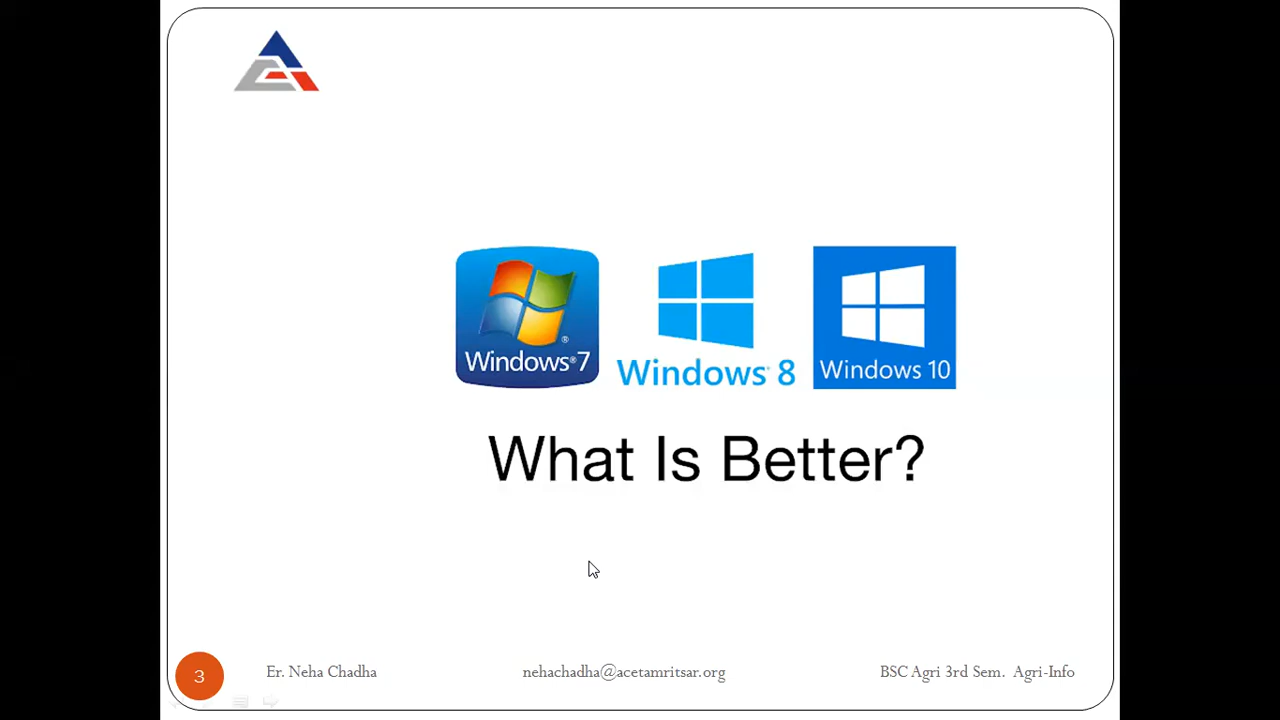 Windows®7
Windows 8
Windows 10
What Is Better?
3
Er. Neha Chadha
nehachadha@acetamritsar.org
BSC Agri 3rd Sem. Agri-Info